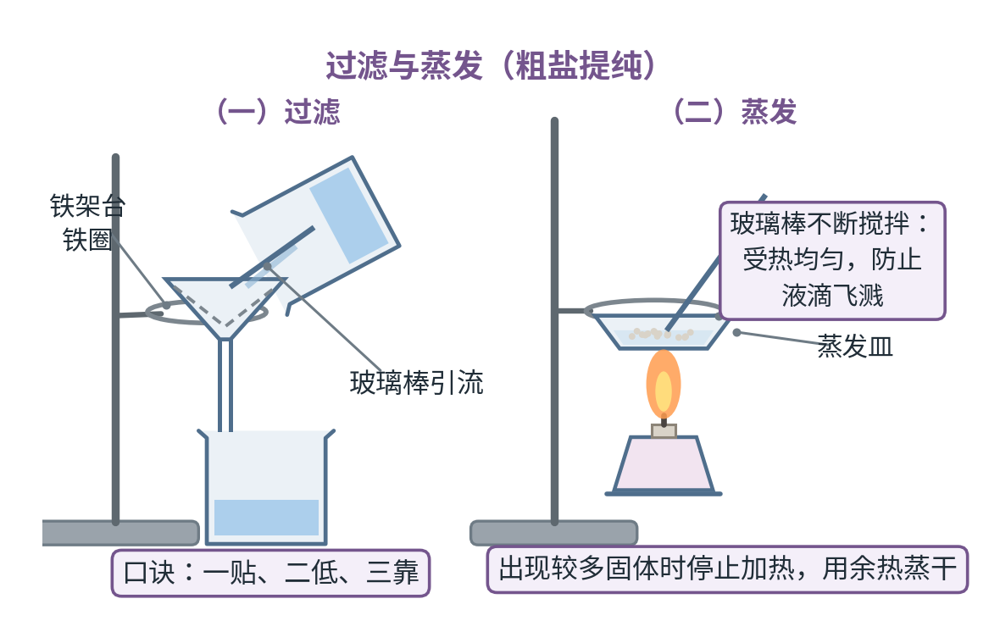 过滤与蒸发（粗盐提纯）
（一）过滤
（二）蒸发
铁架台
铁圈
玻璃棒引流
口诀：一贴、二低、三靠
玻璃棒不断搅拌：
受热均匀，防止
液滴飞溅
蒸发皿
出现较多固体时停止加热，用余热蒸干